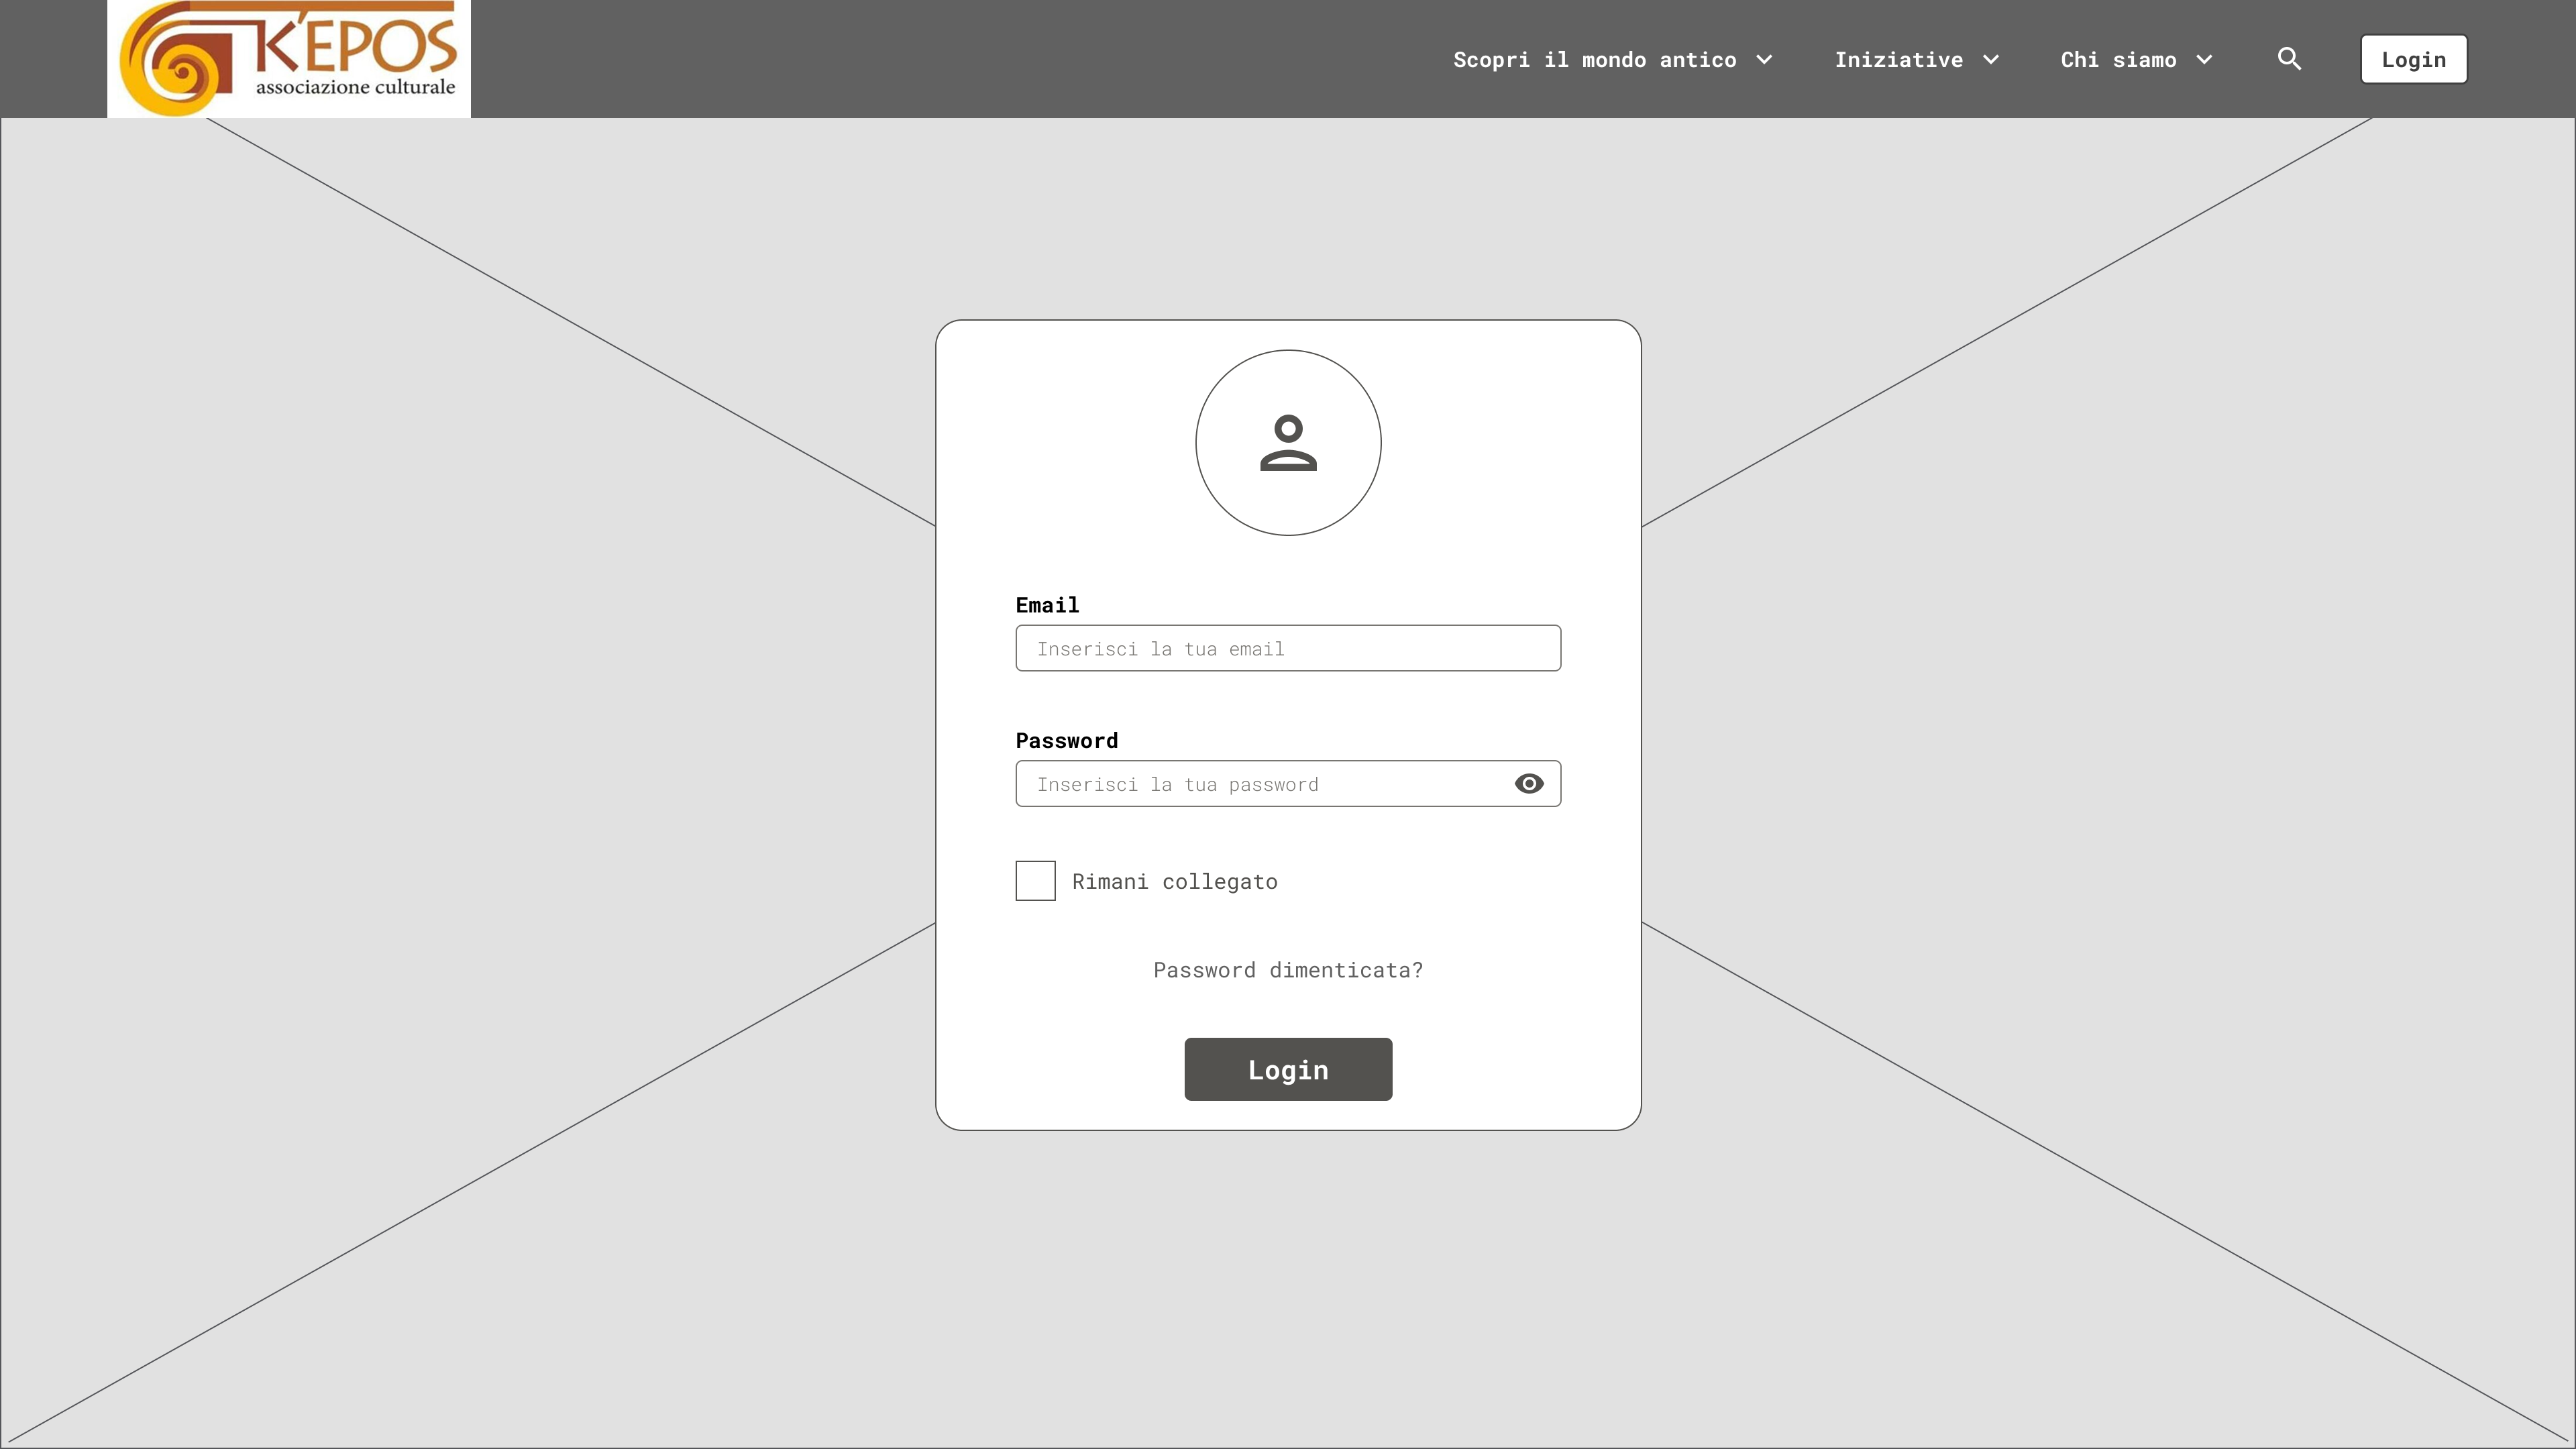 KÉPOS
associazione culturale
Scopri il mondo antico
Iniziative
Chi siamo
Login
Email
Inserisci la tua email
Password
Inserisci la tua password
Rimani collegato
Password dimenticata?
Login